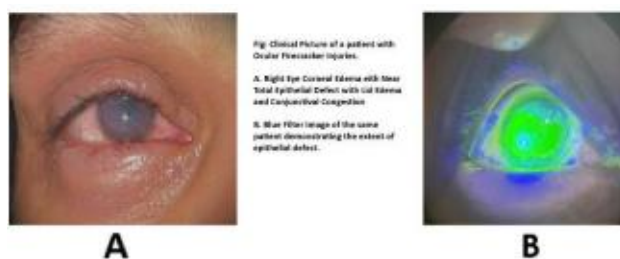 Fig: Clinical Picture of a patient with
Ocular Firecracker Injuries.
A. Right Eye Corneal Edema with Near
Total Epithelial Defect with Lid Edema
and Conjunctival Congestion
B. Blue Filter Image of the same
patient demonstrating the extent of
epithelial defect.
A
B